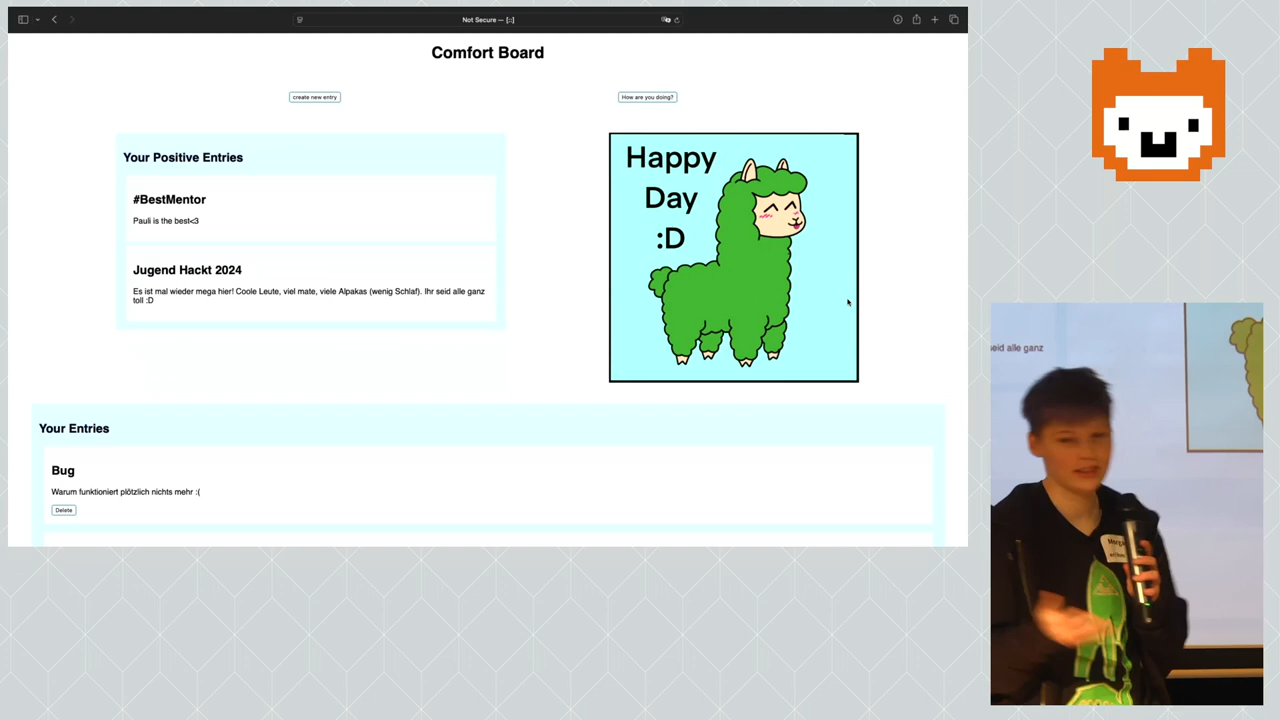 Not Secure — [::]
Comfort Board
create new entry
How are you doing?
Your Positive Entries
#BestMentor
Pauli is the best<3
Jugend Hackt 2024
Es ist mal wieder mega hier! Coole Leute, viel mate, viele Alpakas (wenig Schlaf). Ihr seid alle ganz
toll :D
Happy
Day
:D
Your Entries
Bug
Warum funktioniert plötzlich nichts mehr :(
Delete
seid alle ganz